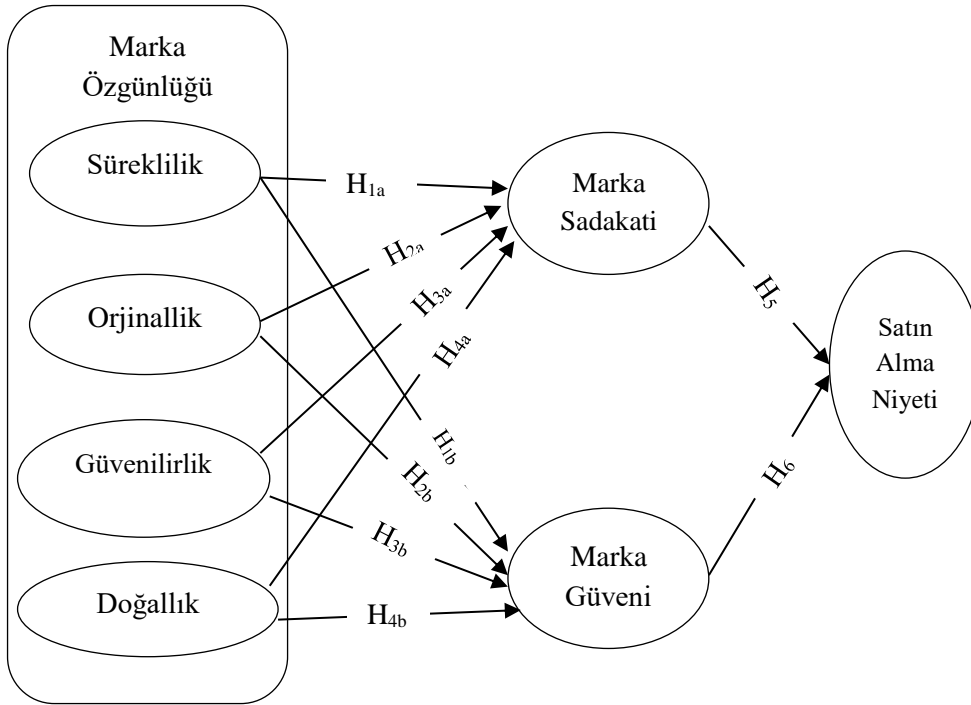 Marka
Özgünlüğü
Süreklilik
Orjinallik
Güvenilirlik
Doğallık
H1a
H2a
H3a
H4a
H1b
H2b
H3b
H4b
Marka
Sadakati
Marka
Güveni
H5
H6
Satın
Alma
Niyeti